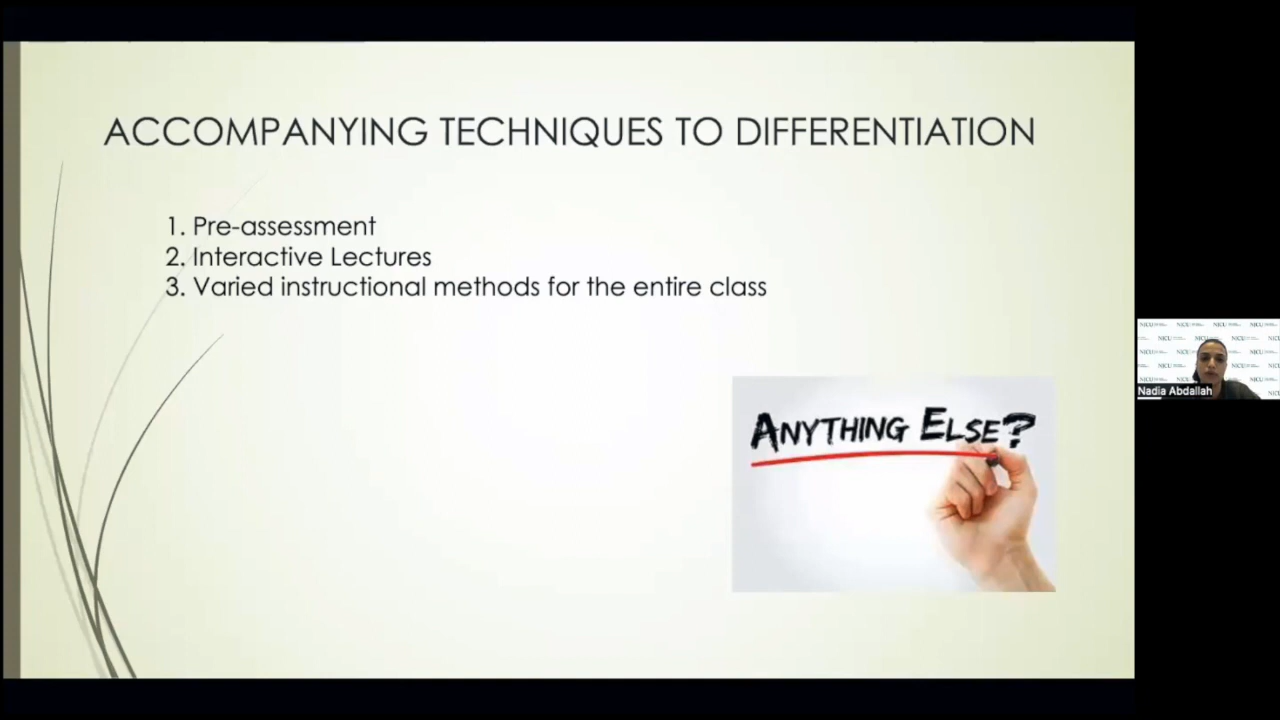 ACCOMPANYING TECHNIQUES TO DIFFERENTIATION
1. Pre-assessment
2. Interactive Lectures
3. Varied instructional methods for the entire class
ANYTHING ELSE?
Nadia Abdallah